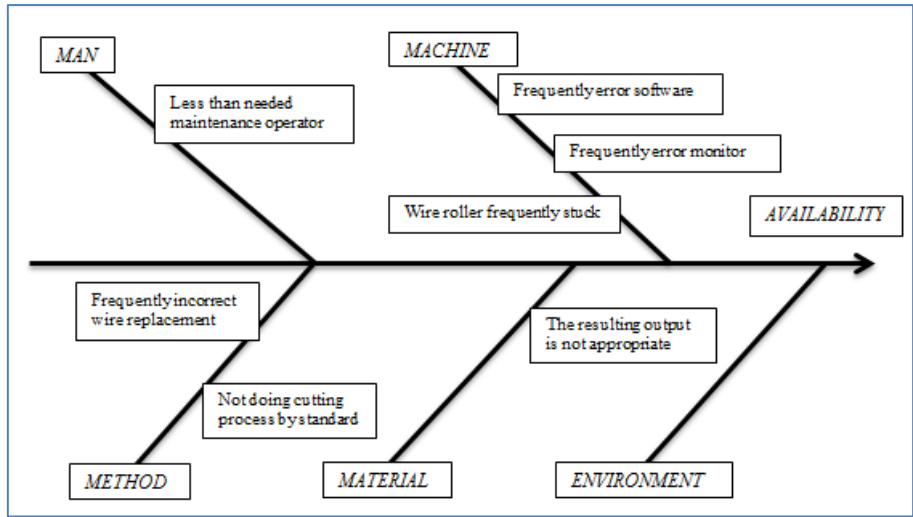 MAN
MACHINE
Less than needed
maintenance operator
Frequently error software
Frequently error monitor
Wire roller frequently stuck
AVAILABILITY
Frequently incorrect
wire replacement
The resulting output
is not appropriate
Not doing cutting
process by standard
METHOD
MATERIAL
ENVIRONMENT